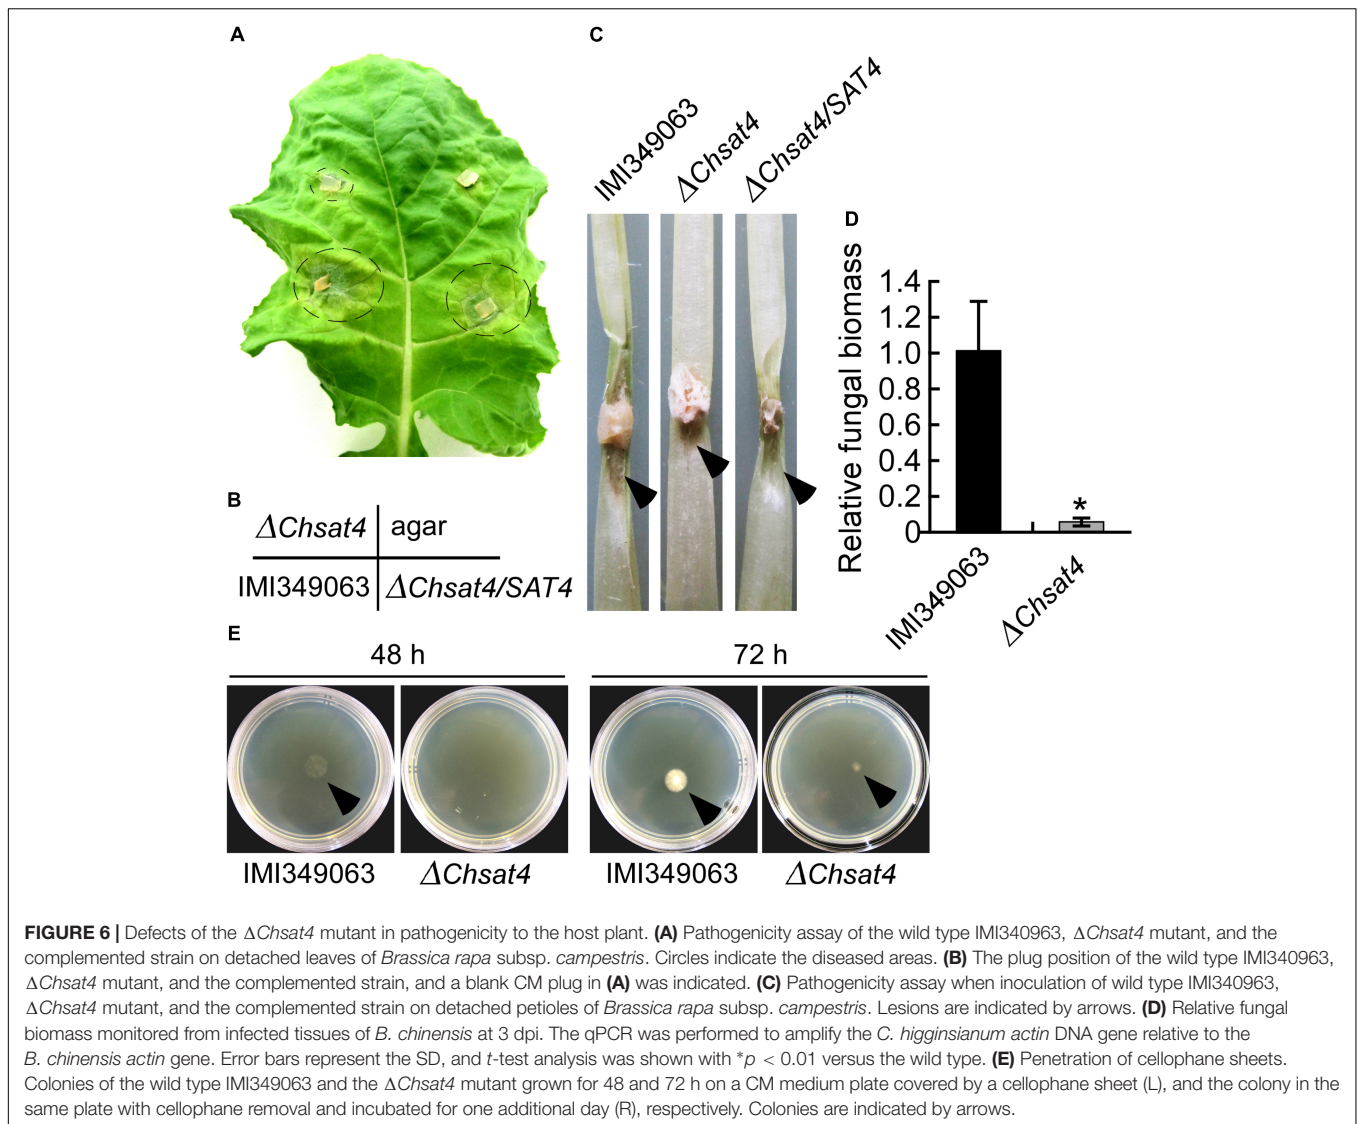 A
C
IMI349063
ΔChsat4
ΔChsat4/SAT4
D
Relative fungal biomass
1.4
1.2
1.0
0.8
0.6
0.4
0.2
0
*
IMI349063
ΔChsat4
B
ΔChsat4 agar
IMI349063 ΔChsat4/SAT4
E
48 h 72 h
IMI349063 ΔChsat4 IMI349063 ΔChsat4
FIGURE 6 | Defects of the ΔChsat4 mutant in pathogenicity to the host plant. (A) Pathogenicity assay of the wild type IMI340963, ΔChsat4 mutant, and the
complemented strain on detached leaves of Brassica rapa subsp. campestris. Circles indicate the diseased areas. (B) The plug position of the wild type IMI340963,
ΔChsat4 mutant, and the complemented strain, and a blank CM plug in (A) was indicated. (C) Pathogenicity assay when inoculation of wild type IMI340963,
ΔChsat4 mutant, and the complemented strain on detached petioles of Brassica rapa subsp. campestris. Lesions are indicated by arrows. (D) Relative fungal
biomass monitored from infected tissues of B. chinensis at 3 dpi. The qPCR was performed to amplify the C. higginsianum actin DNA gene relative to the
B. chinensis actin gene. Error bars represent the SD, and t-test analysis was shown with *p < 0.01 versus the wild type. (E) Penetration of cellophane sheets.
Colonies of the wild type IMI349063 and the ΔChsat4 mutant grown for 48 and 72 h on a CM medium plate covered by a cellophane sheet (L), and the colony in the
same plate with cellophane removal and incubated for one additional day (R), respectively. Colonies are indicated by arrows.